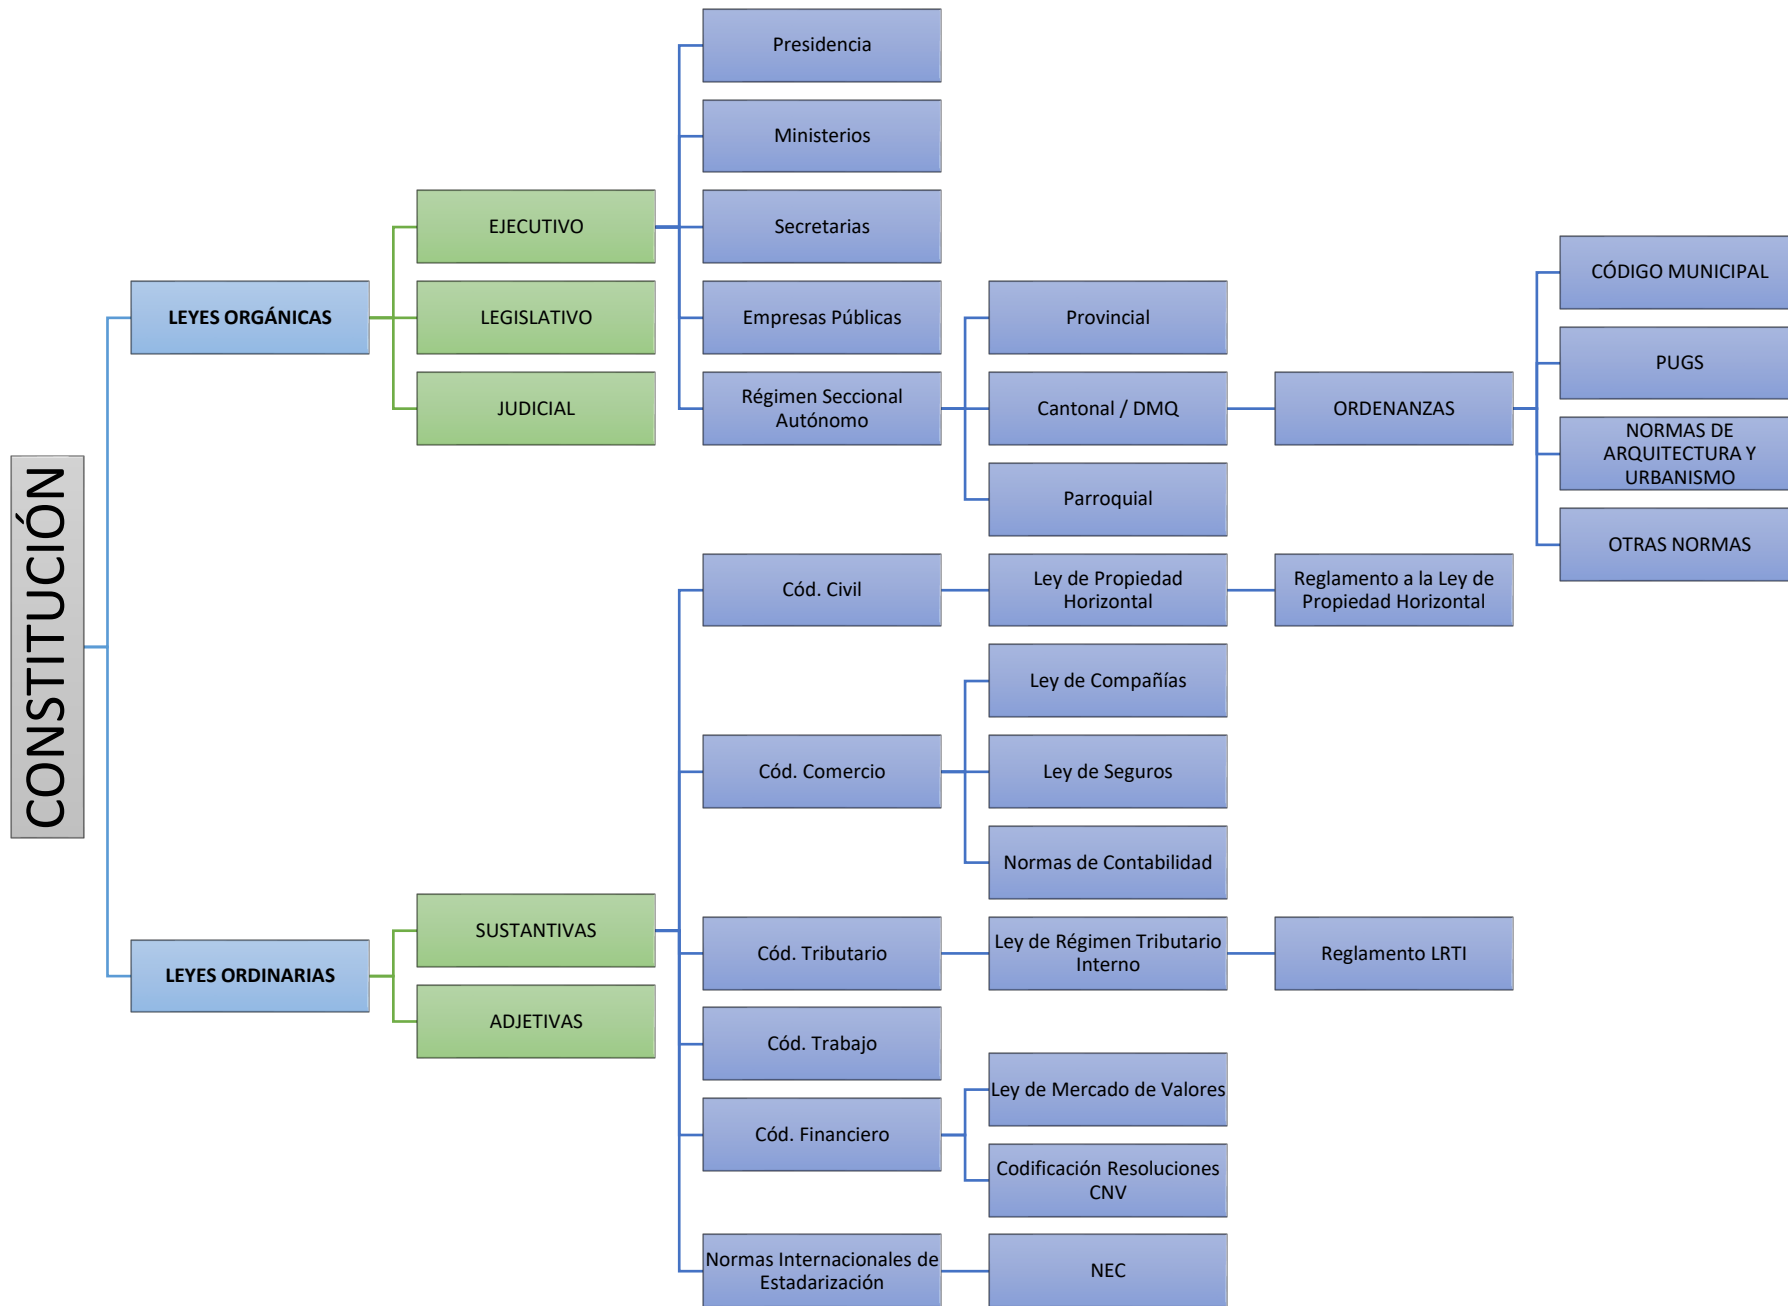 CONSTITUCIÓN
LEYES ORGÁNICAS
EJECUTIVO
Presidencia
Ministerios
Secretarias
Empresas Públicas
Régimen Seccional
Autónomo
Provincial
Cantonal / DMQ
ORDENANZAS
CÓDIGO MUNICIPAL
PUGS
NORMAS DE
ARQUITECTURA Y
URBANISMO
OTRAS NORMAS
Parroquial
LEGISLATIVO
JUDICIAL
LEYES ORDINARIAS
SUSTANTIVAS
Cód. Civil
Ley de Propiedad
Horizontal
Reglamento a la Ley de
Propiedad Horizontal
Cód. Comercio
Ley de Compañías
Ley de Seguros
Normas de Contabilidad
Cód. Tributario
Ley de Régimen Tributario
Interno
Reglamento LRTI
Cód. Trabajo
Cód. Financiero
Ley de Mercado de Valores
Codificación Resoluciones
CNV
Normas Internacionales de
Estadarización
NEC
ADJETIVAS